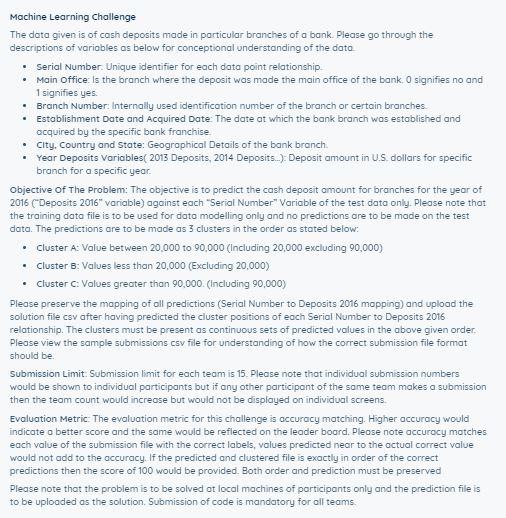 Machine Learning Challenge
The data given is of cash deposits made in particular branches of a bank. Please go through the
descriptions of variables as below for conceptional understanding of the data.
• Serial Number: Unique identifier for each data point relationship.
• Main Office: Is the branch where the deposit was made the main office of the bank. 0 signifies no and
1 signifies yes.
• Branch Number: Internally used identification number of the branch or certain branches.
• Establishment Date and Acquired Date: The date at which the bank branch was established and
acquired by the specific bank franchise.
• City, Country and State: Geographical Details of the bank branch.
• Year Deposits Variables( 2013 Deposits, 2014 Deposits...): Deposit amount in U.S. dollars for specific
branch for a specific year.
Objective Of The Problem: The objective is to predict the cash deposit amount for branches for the year of
2016 ("Deposits 2016" variable) against each "Serial Number" Variable of the test data only. Please note that
the training data file is to be used for data modelling only and no predictions are to be made on the test
data. The predictions are to be made as 3 clusters in the order as stated below:
• Cluster A: Value between 20,000 to 90,000 (Including 20,000 excluding 90,000)
• Cluster B: Values less than 20,000 (Excluding 20,000)
• Cluster C: Values greater than 90,000. (Including 90,000)
Please preserve the mapping of all predictions (Serial Number to Deposits 2016 mapping) and upload the
solution file csv after having predicted the cluster positions of each Serial Number to Deposits 2016
relationship. The clusters must be present as continuous sets of predicted values in the above given order.
Please view the sample submissions csv file for understanding of how the correct submission file format
should be.
Submission Limit: Submission limit for each team is 15. Please note that individual submission numbers
would be shown to individual participants but if any other participant of the same team makes a submission
then the team count would increase but would not be displayed on individual screens.
Evaluation Metric: The evaluation metric for this challenge is accuracy matching. Higher accuracy would
indicate a better score and the same would be reflected on the leader board. Please note accuracy matches
each value of the submission file with the correct labels, values predicted near to the actual correct value
would not add to the accuracy. If the predicted and clustered file is exactly in order of the correct
predictions then the score of 100 would be provided. Both order and prediction must be preserved
Please note that the problem is to be solved at local machines of participants only and the prediction file is
to be uploaded as the solution. Submission of code is mandatory for all teams.